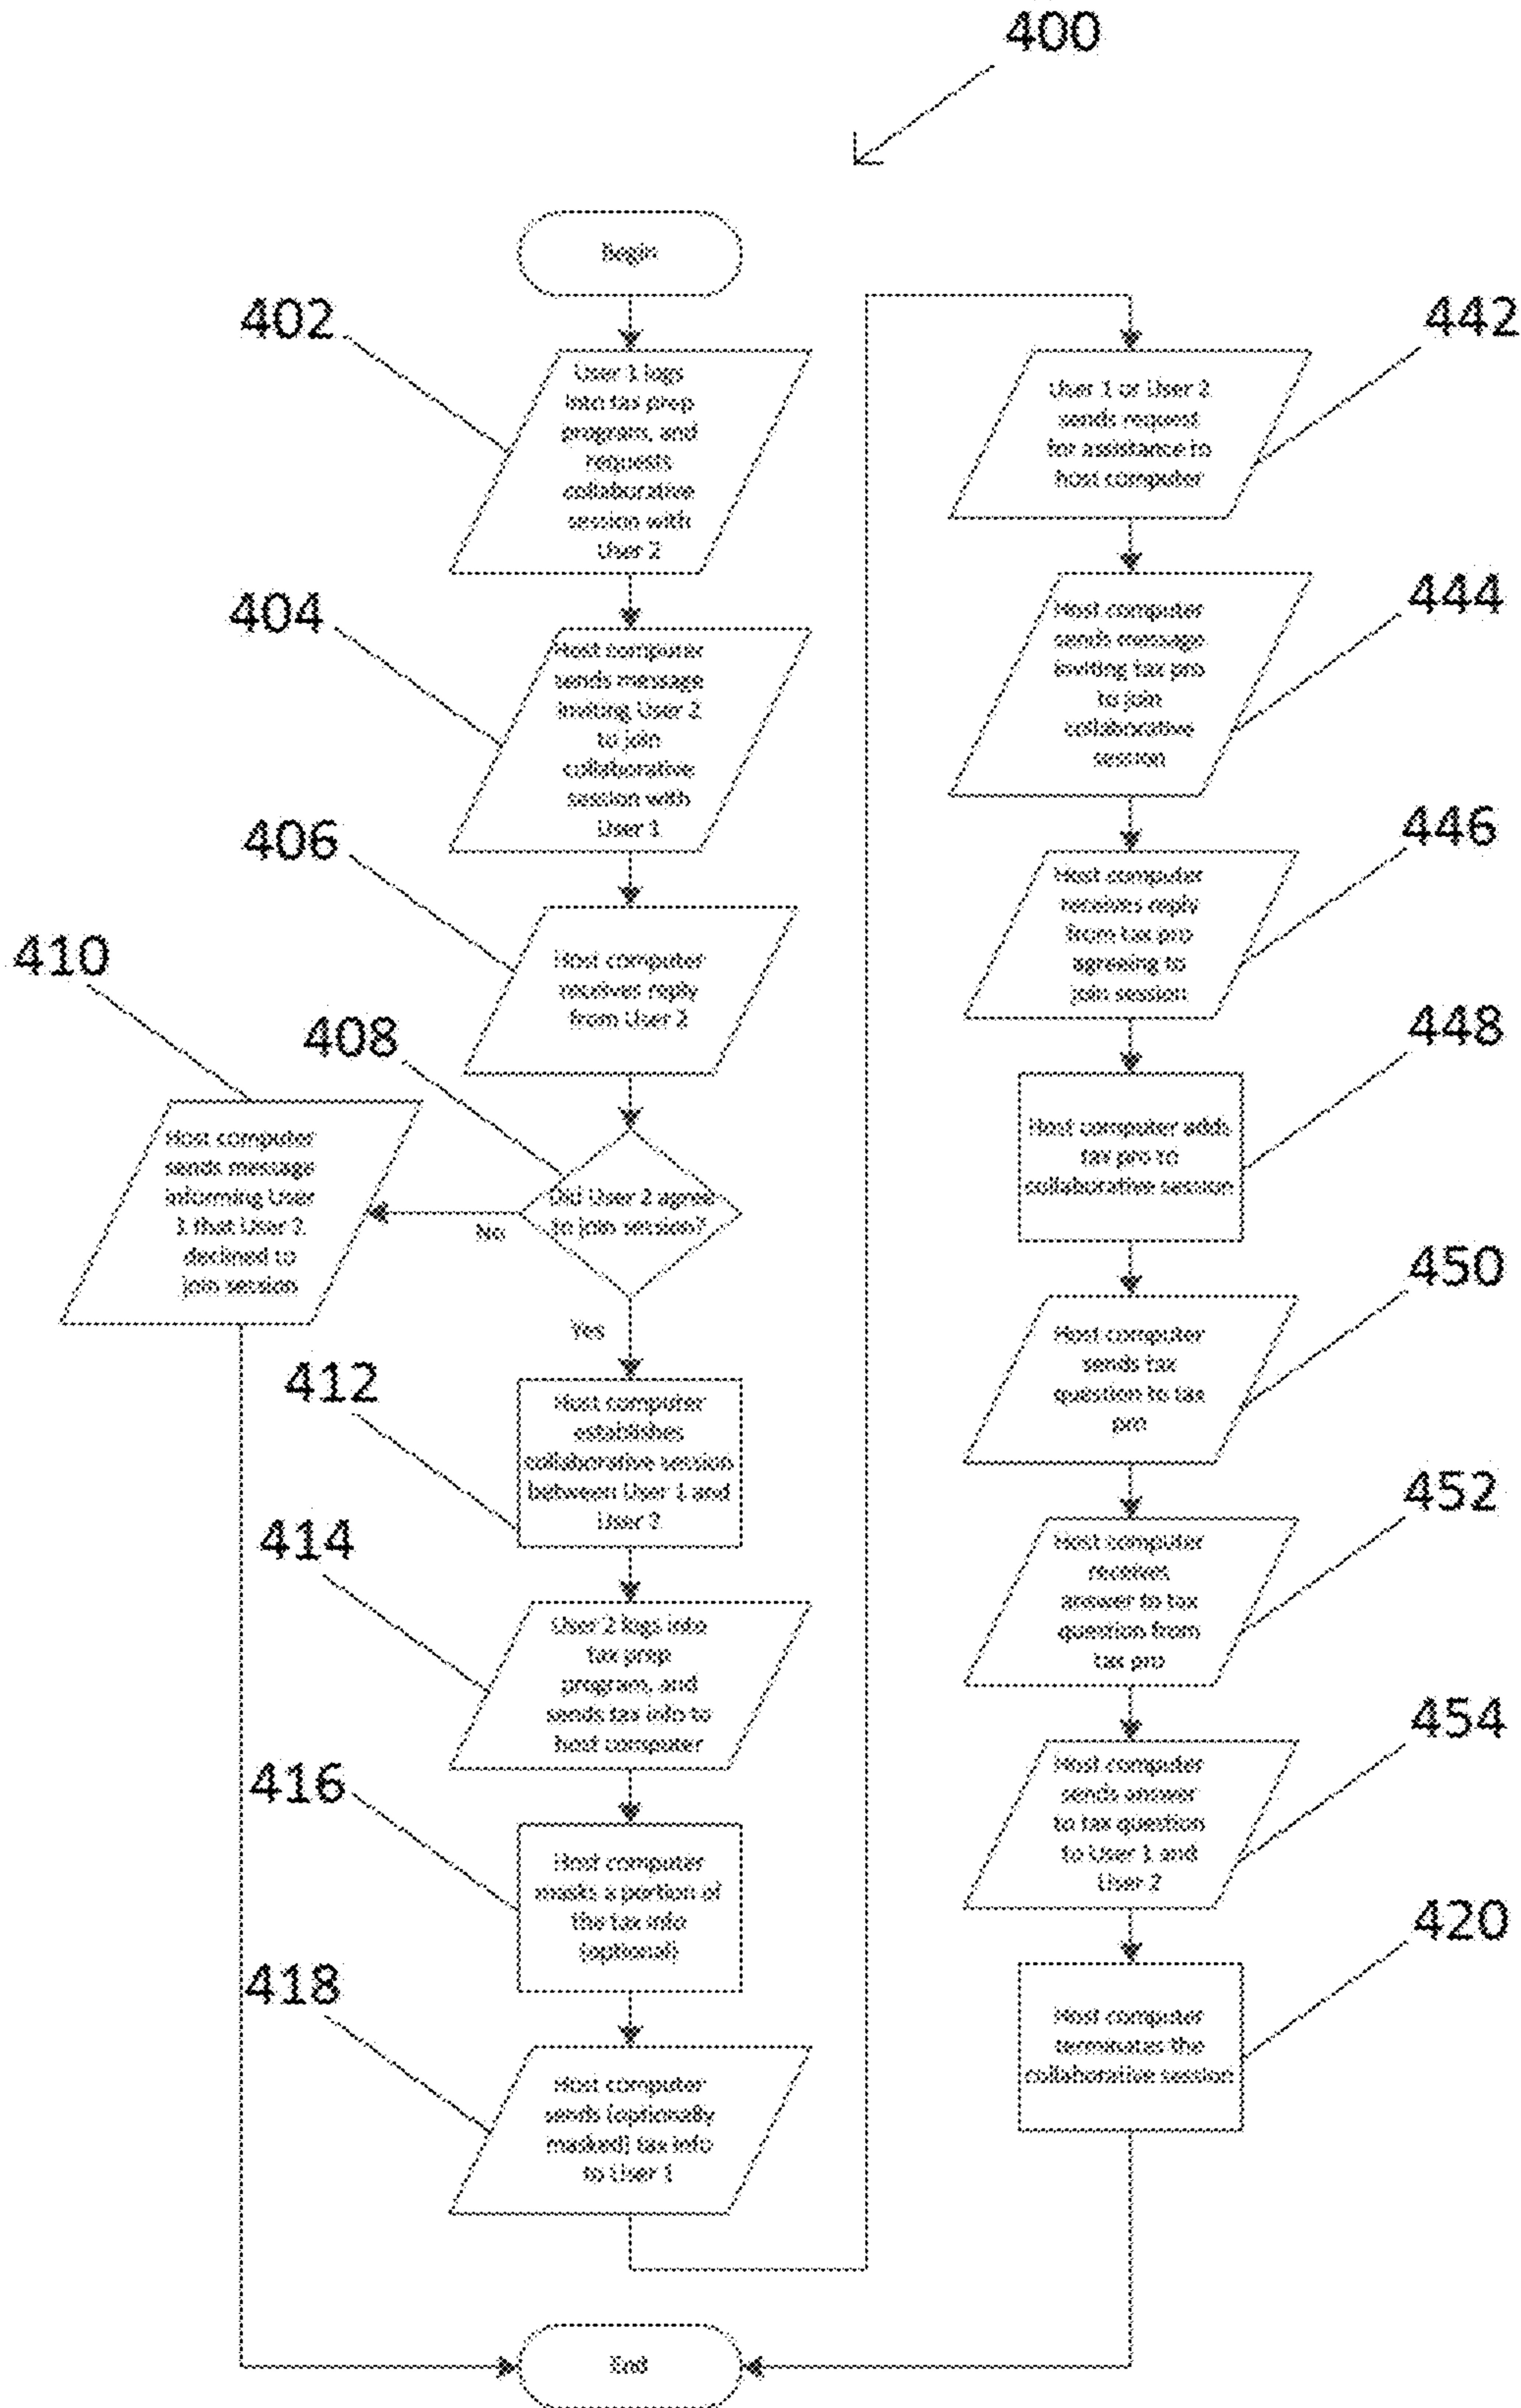 400
Begin
402
User 1 logs
into tax prep
program, and
requests
collaborative
session with
User 2
404
Host computer
sends message
inviting User 2
to join
collaborative
session with
User 1
406
Host computer
receives reply
from User 2
408
Did User 2 agree
to join session?
No
410
Host computer
sends message
informing User
1 that User 2
declined to
join session
Yes
412
Host computer
establishes
collaborative session
between User 1 and
User 2
414
User 2 logs into
tax prep
program, and
sends tax info to
host computer
416
Host computer
masks a portion of
the tax info
(optional)
418
Host computer
sends (optionally
masked) tax info
to User 1
442
User 1 or User 2
sends request
for assistance to
host computer
444
Host computer
sends message
inviting tax pro
to join
collaborative
session
446
Host computer
receives reply
from tax pro
agreeing to
join session
448
Host computer adds
tax pro to
collaborative session
450
Host computer
sends tax
question to tax
pro
452
Host computer
receives
answer to tax
question from
tax pro
454
Host computer
sends answer
to tax question
to User 1 and
User 2
420
Host computer
terminates the
collaborative session
End